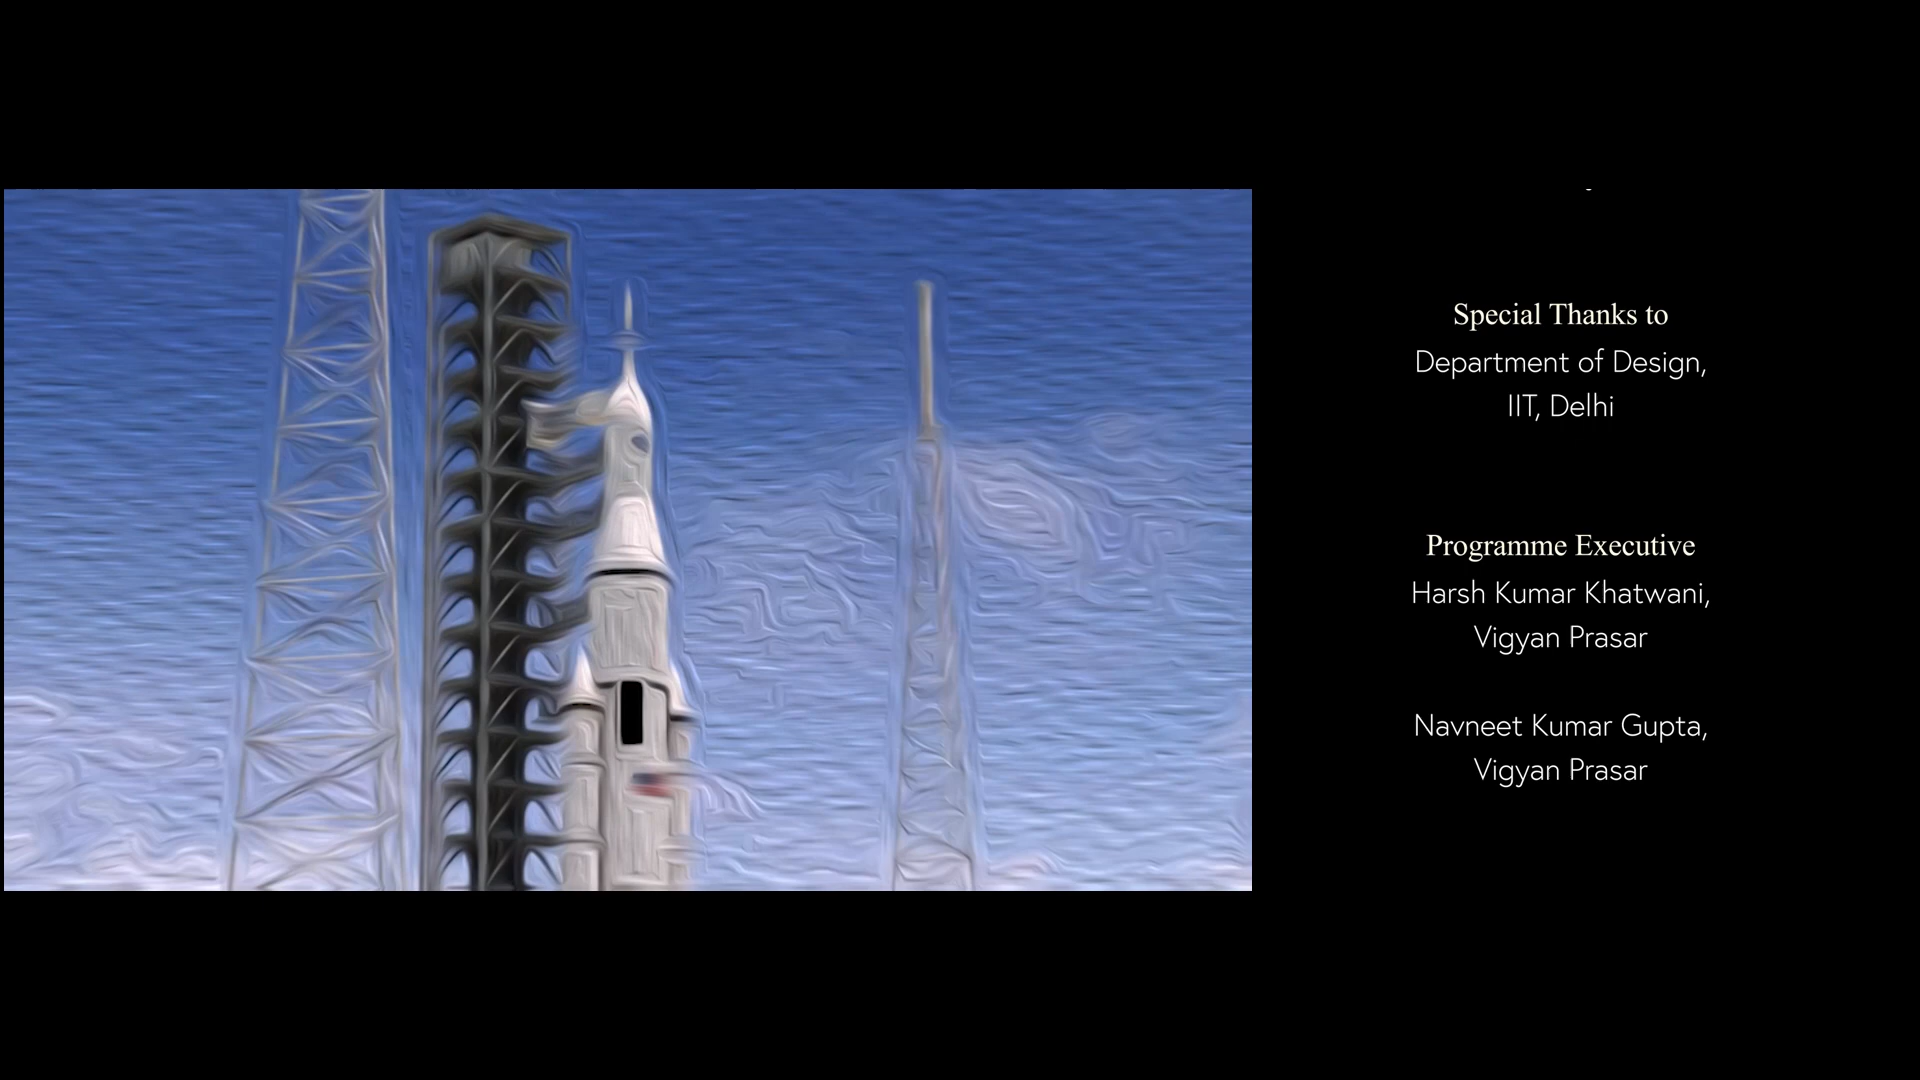 Special Thanks to
Department of Design,
IIT, Delhi
Programme Executive
Harsh Kumar Khatwani,
Vigyan Prasar
Navneet Kumar Gupta,
Vigyan Prasar